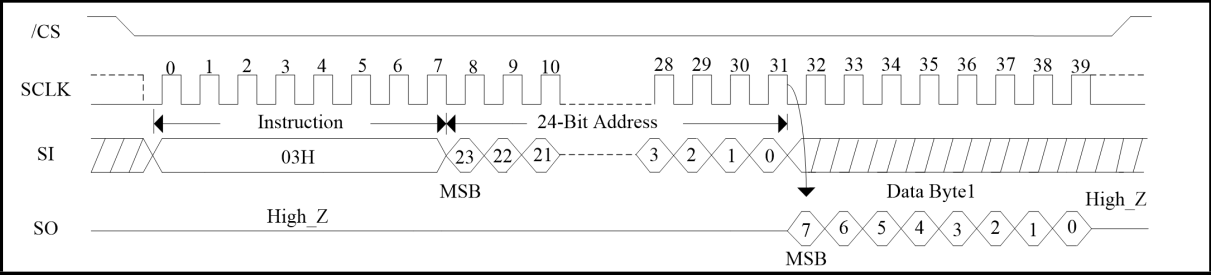 /CS
0 1 2 3 4 5 6 7 8 9 10 28 29 30 31 32 33 34 35 36 37 38 39
SCLK
Instruction 24-Bit Address
SI 03H 23 22 21 3 2 1 0
MSB Data Byte1 High_Z
High_Z
SO 7 6 5 4 3 2 1 0
MSB